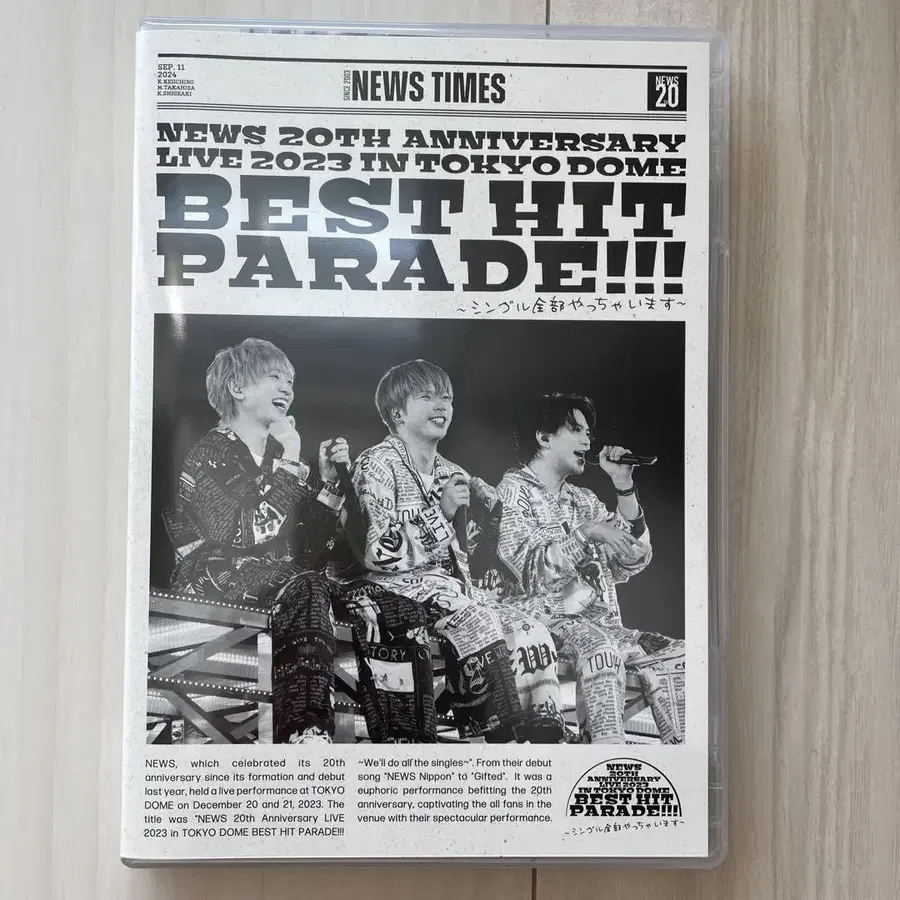 SEP. 11
2024
K.KEIICHIRO
M.TAKAHISA
K.SHIGEAKI
SINCE 2003
NEWS TIMES
NEWS
20
NEWS 20TH ANNIVERSARY
LIVE 2023 IN TOKYO DOME
BEST HIT
PARADE!!!
~シングル全部やっちゃいます~
LIVE
STORY
LOVE
TOUR
NEWS, which celebrated its 20th
anniversary since its formation and debut
last year, held a live performance at TOKYO
DOME on December 20 and 21, 2023. The
title was "NEWS 20th Anniversary LIVE
2023 in TOKYO DOME BEST HIT PARADE!!!
~We'll do all the singles~". From their debut
song "NEWS Nippon" to "Gifted". It was a
euphoric performance befitting the 20th
anniversary, captivating the all fans in the
venue with their spectacular performance.
NEWS
20TH
ANNIVERSARY
LIVE 2023
IN TOKYO DOME
BEST HIT
PARADE!!!
~シングル全部やっちゃいます~